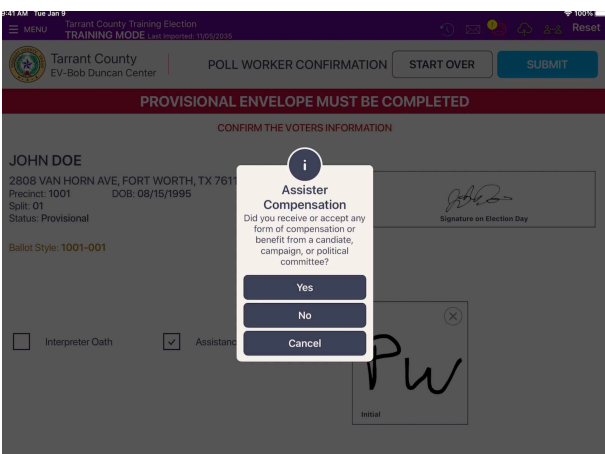 9:41 AM Tue Jan 9
100%
MENU
Tarrant County Training Election
TRAINING MODE Last Imported: 11/05/2035
Reset
Tarrant County
EV-Bob Duncan Center
POLL WORKER CONFIRMATION
START OVER
SUBMIT
PROVISIONAL ENVELOPE MUST BE COMPLETED
CONFIRM THE VOTERS INFORMATION
JOHN DOE
2808 VAN HORN AVE, FORT WORTH, TX 7611
Precinct: 1001 DOB: 08/15/1995
Split: 01
Status: Provisional
Ballot Style: 1001-001
Signature on Election Day
i
Assister
Compensation
Did you receive or accept any
form of compensation or
benefit from a candiate,
campaign, or political
committee?
Yes
No
Cancel
Interpreter Oath
Assistanc
PW
Initial